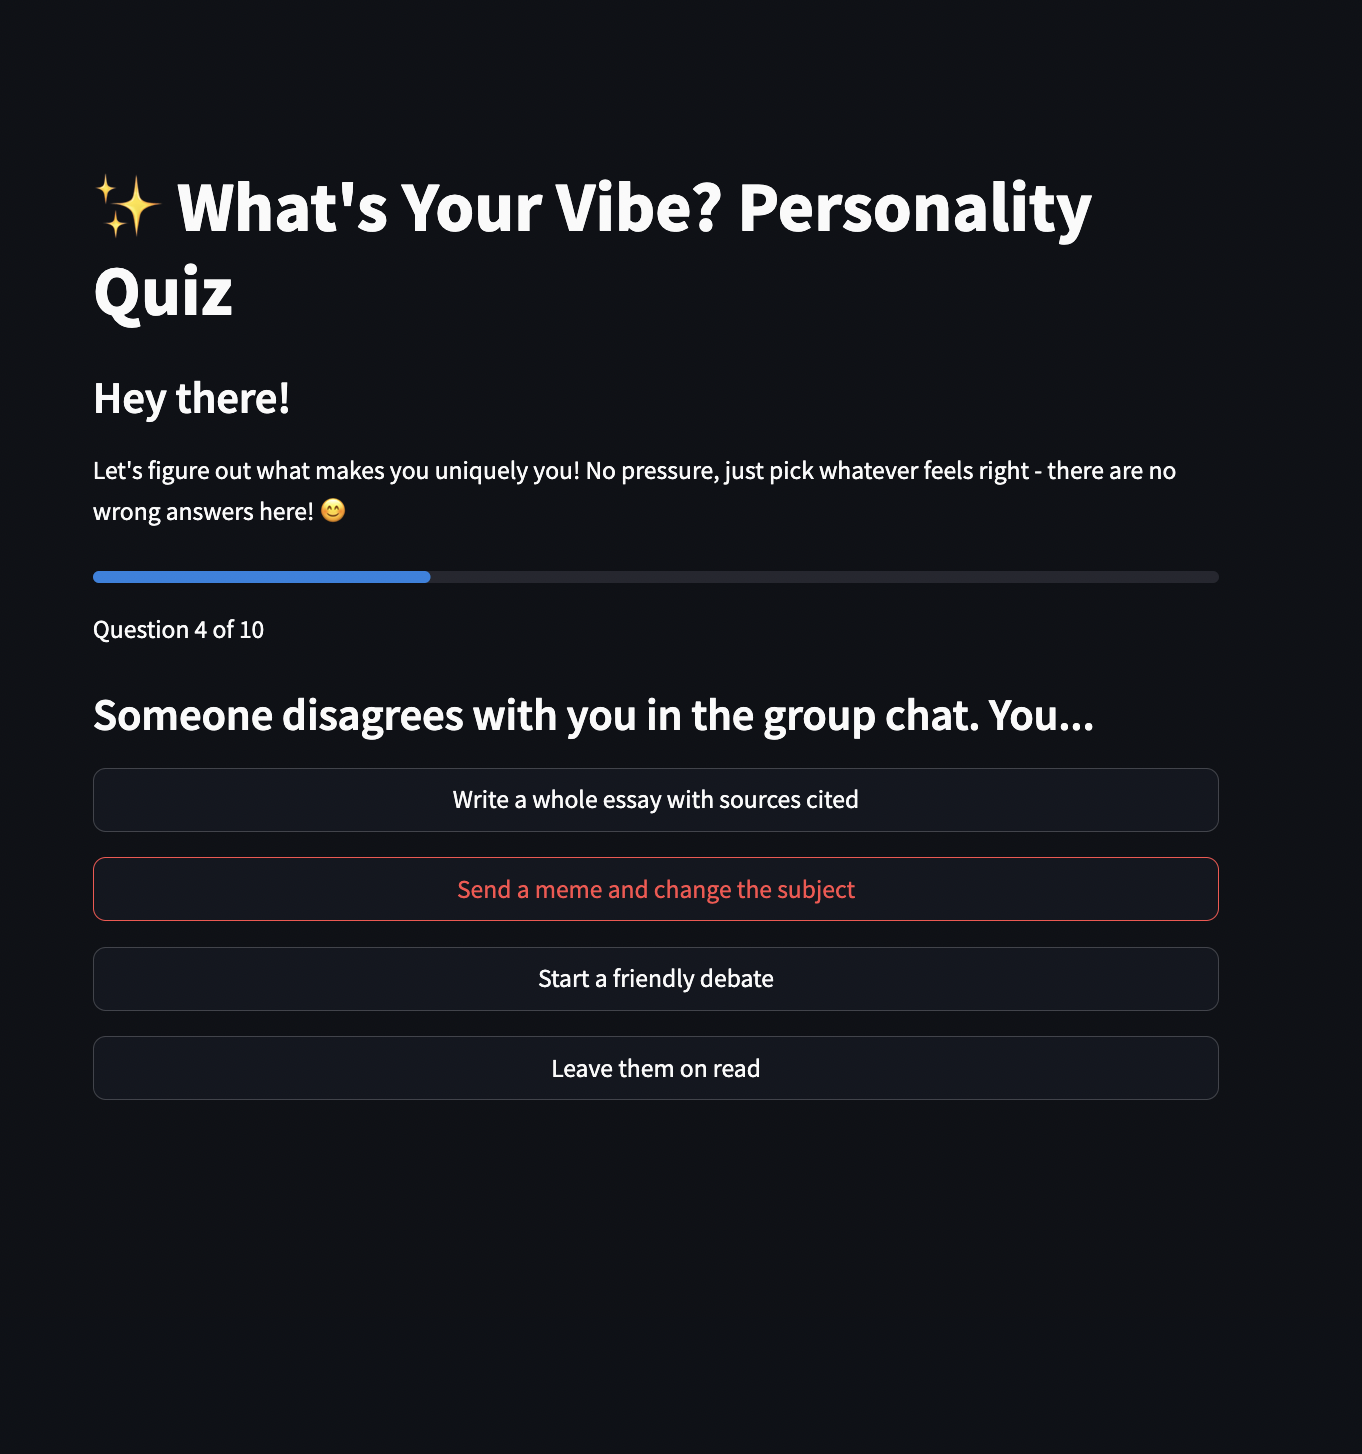 ✨ What's Your Vibe? Personality
Quiz
Hey there!
Let's figure out what makes you uniquely you! No pressure, just pick whatever feels right - there are no
wrong answers here! 😊
Question 4 of 10
Someone disagrees with you in the group chat. You...
Write a whole essay with sources cited
Send a meme and change the subject
Start a friendly debate
Leave them on read